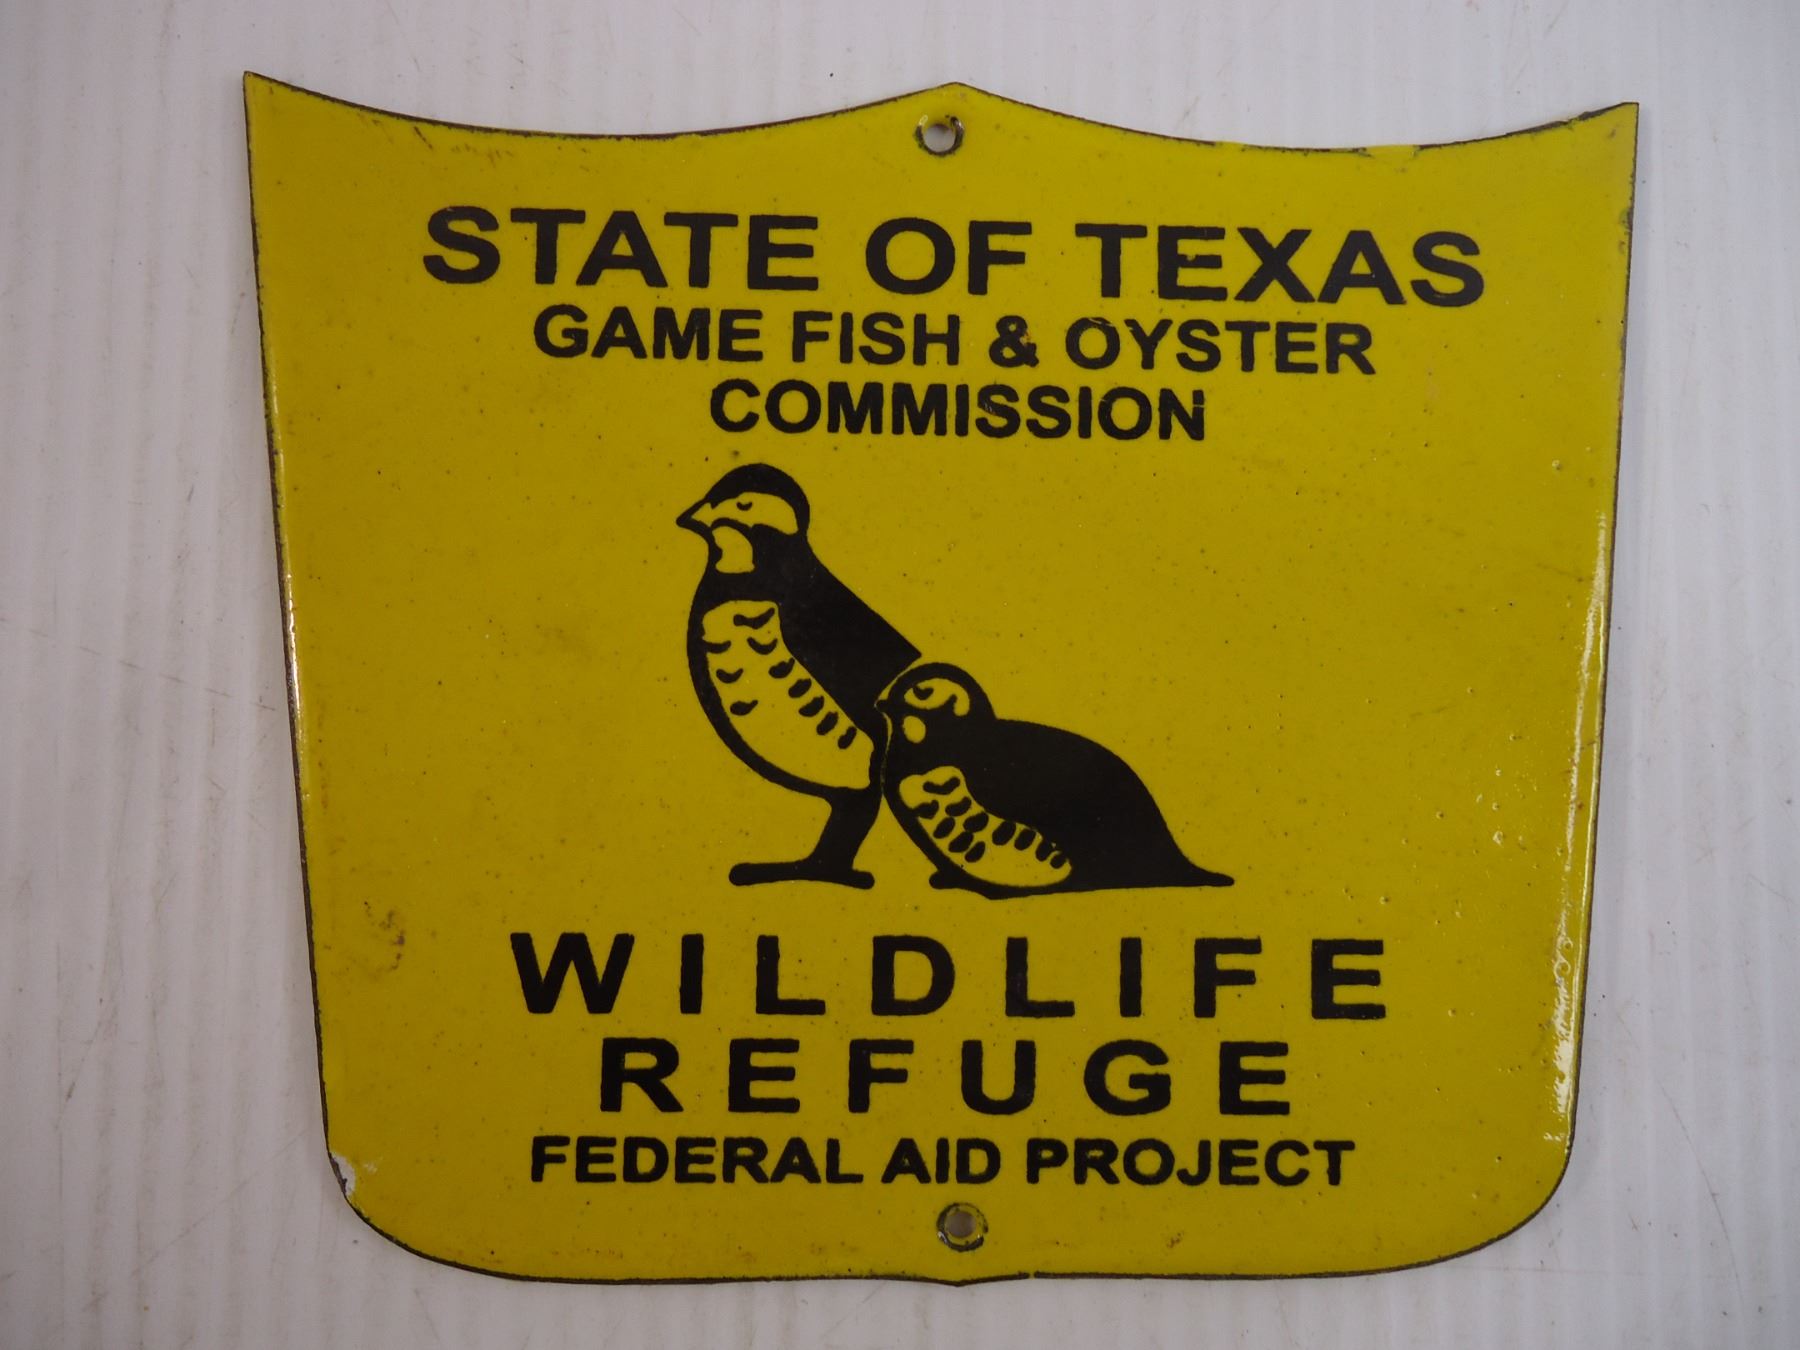 STATE OF TEXAS
GAME FISH & OYSTER
COMMISSION
WILDLIFE
REFUGE
FEDERAL AID PROJECT